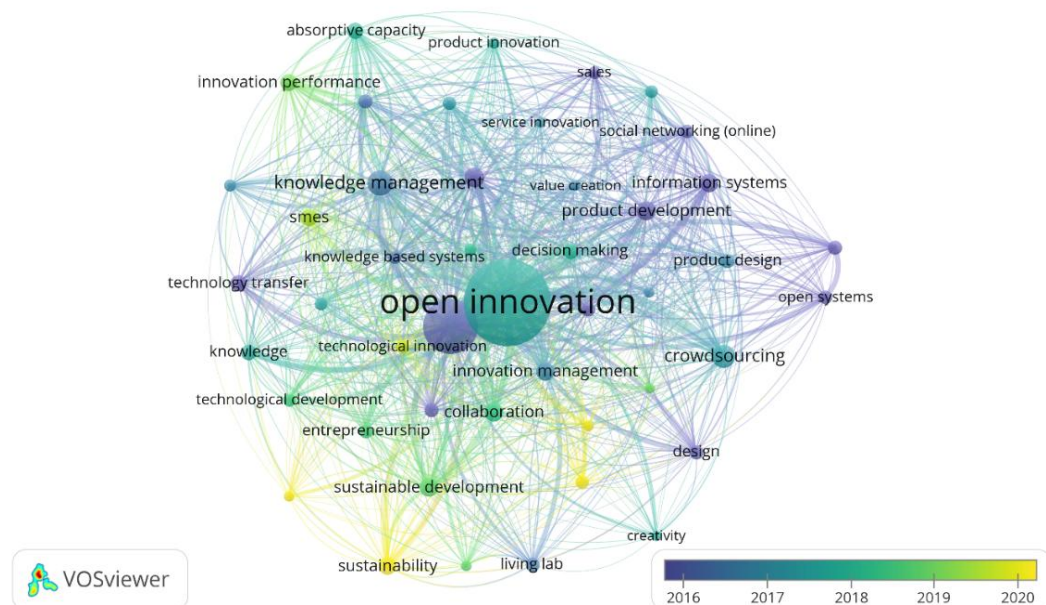 absorptive capacity
product innovation
sales
innovation performance
service innovation
social networking (online)
knowledge management
value creation
information systems
smes
product development
knowledge based systems
decision making
product design
technology transfer
open innovation
open systems
technological innovation
knowledge
crowdsourcing
innovation management
technological development
collaboration
entrepreneurship
design
sustainable development
creativity
sustainability
living lab
VOSviewer
2016 2017 2018 2019 2020